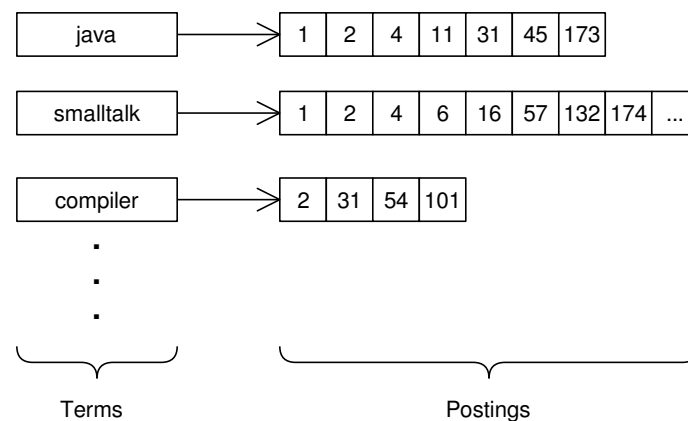 java 1 2 4 11 31 45 173
smalltalk 1 2 4 6 16 57 132 174 ...
compiler 2 31 54 101
Terms Postings